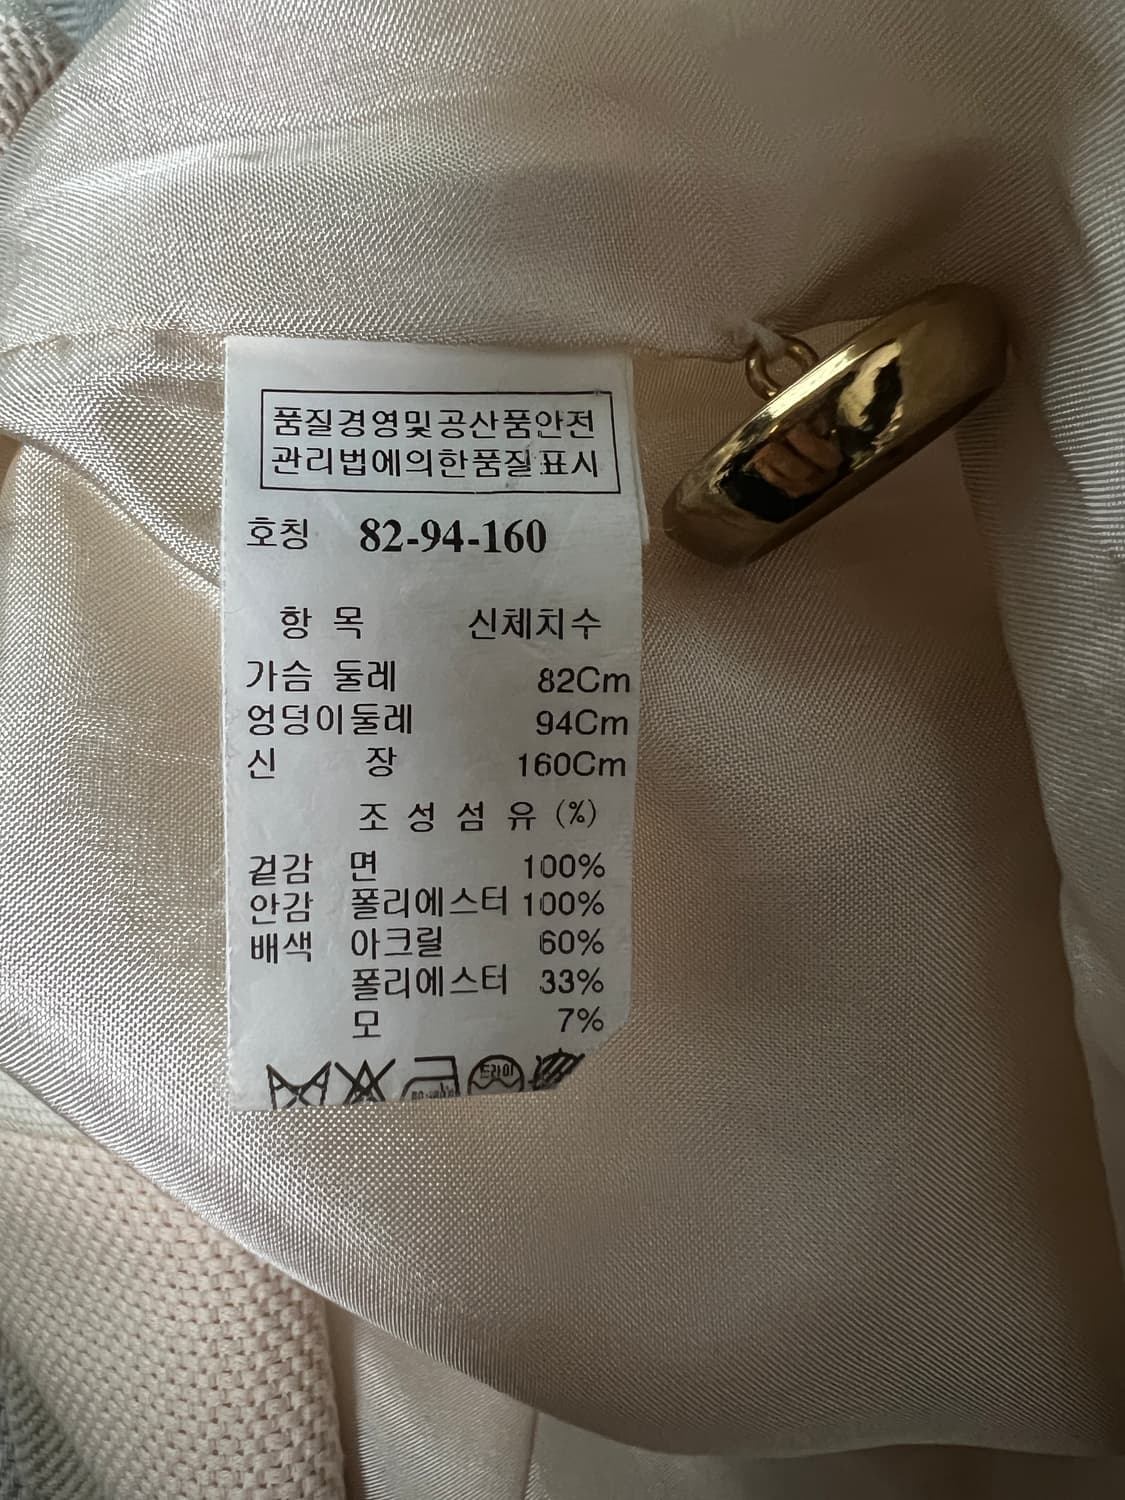 품질경영및공산품안전
관리법에의한품질표시
호칭 82-94-160
항 목 신체치수
가슴 둘레 82Cm
엉덩이둘레 94Cm
신 장 160Cm
조 성 섬 유 (%)
겉감 면 100%
안감 폴리에스터 100%
배색 아크릴 60%
폴리에스터 33%
모 7%
드라이